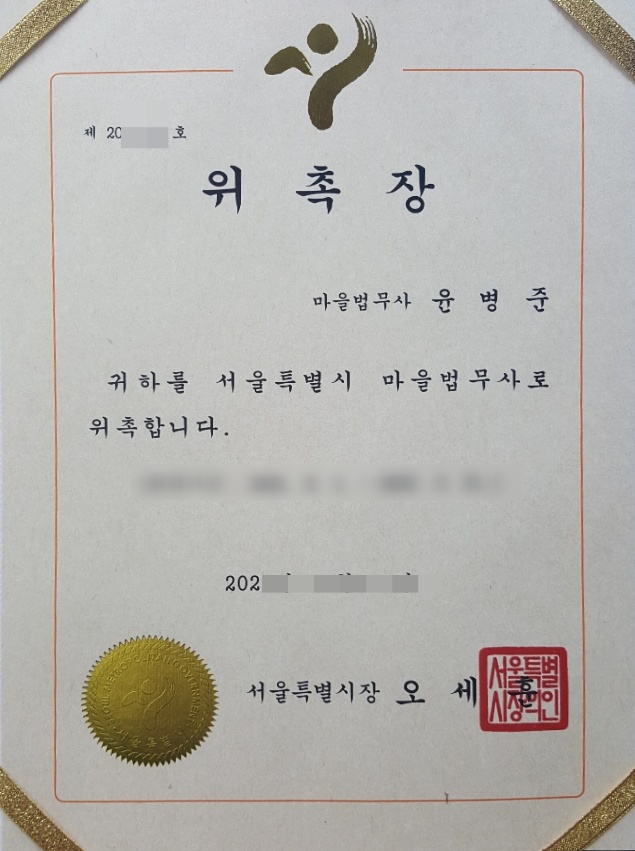 제 20 호
위 촉 장
마을법무사 윤 병 준
귀하를 서울특별시 마을법무사로
위촉합니다.
202
서울특별시장 오 세 훈
서울특별
시장의인